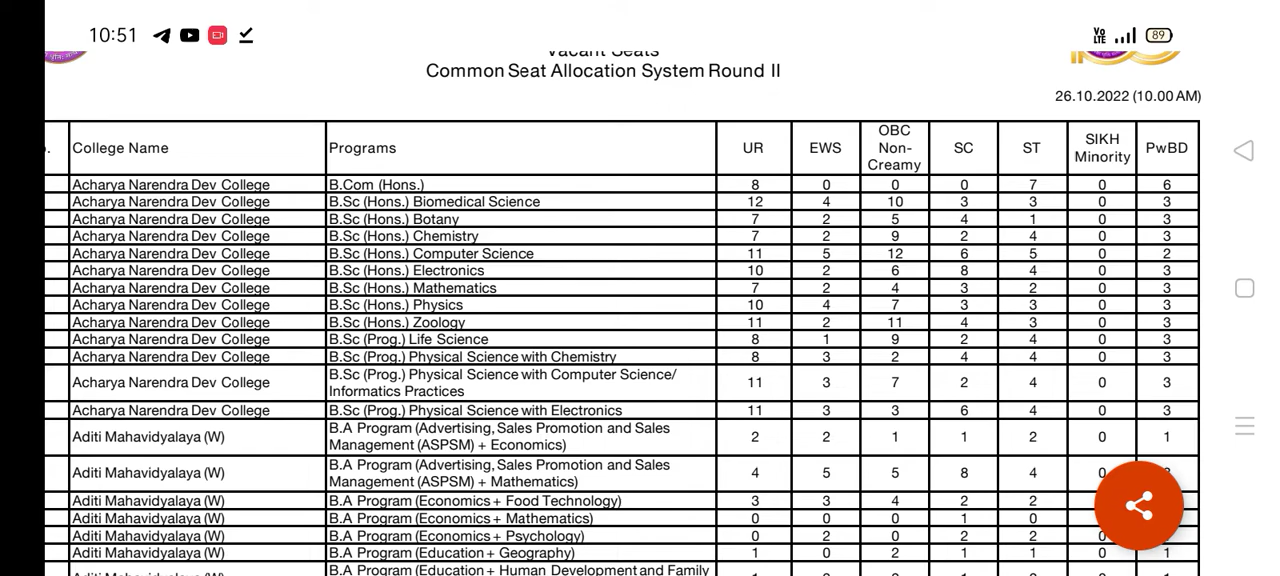 10:51
Vo
LTE
89
Vacant Seats
Common Seat Allocation System Round II
26.10.2022 (10.00 AM)
o. College Name Programs UR EWS OBC Non-Creamy SC ST SIKH Minority PwBD
Acharya Narendra Dev College B.Com (Hons.) 8 0 0 0 7 0 6
Acharya Narendra Dev College B.Sc (Hons.) Biomedical Science 12 4 10 3 3 0 3
Acharya Narendra Dev College B.Sc (Hons.) Botany 7 2 5 4 1 0 3
Acharya Narendra Dev College B.Sc (Hons.) Chemistry 7 2 9 2 4 0 3
Acharya Narendra Dev College B.Sc (Hons.) Computer Science 11 5 12 6 5 0 2
Acharya Narendra Dev College B.Sc (Hons.) Electronics 10 2 6 8 4 0 3
Acharya Narendra Dev College B.Sc (Hons.) Mathematics 7 2 4 3 2 0 3
Acharya Narendra Dev College B.Sc (Hons.) Physics 10 4 7 3 3 0 3
Acharya Narendra Dev College B.Sc (Hons.) Zoology 11 2 11 4 3 0 3
Acharya Narendra Dev College B.Sc (Prog.) Life Science 8 1 9 2 4 0 3
Acharya Narendra Dev College B.Sc (Prog.) Physical Science with Chemistry 8 3 2 4 4 0 3
Acharya Narendra Dev College B.Sc (Prog.) Physical Science with Computer Science/
Informatics Practices 11 3 7 2 4 0 3
Acharya Narendra Dev College B.Sc (Prog.) Physical Science with Electronics 11 3 3 6 4 0 3
Aditi Mahavidyalaya (W) B.A Program (Advertising, Sales Promotion and Sales
Management (ASPSM) + Economics) 2 2 1 1 2 0 1
Aditi Mahavidyalaya (W) B.A Program (Advertising, Sales Promotion and Sales
Management (ASPSM) + Mathematics) 4 5 5 8 4 0
Aditi Mahavidyalaya (W) B.A Program (Economics + Food Technology) 3 3 4 2 2
Aditi Mahavidyalaya (W) B.A Program (Economics + Mathematics) 0 0 0 1 0
Aditi Mahavidyalaya (W) B.A Program (Economics + Psychology) 0 2 0 2 2 0
Aditi Mahavidyalaya (W) B.A Program (Education + Geography) 1 0 2 1 1 0 1
Aditi Mahavidyalaya (W) B.A Program (Education + Human Development and Family